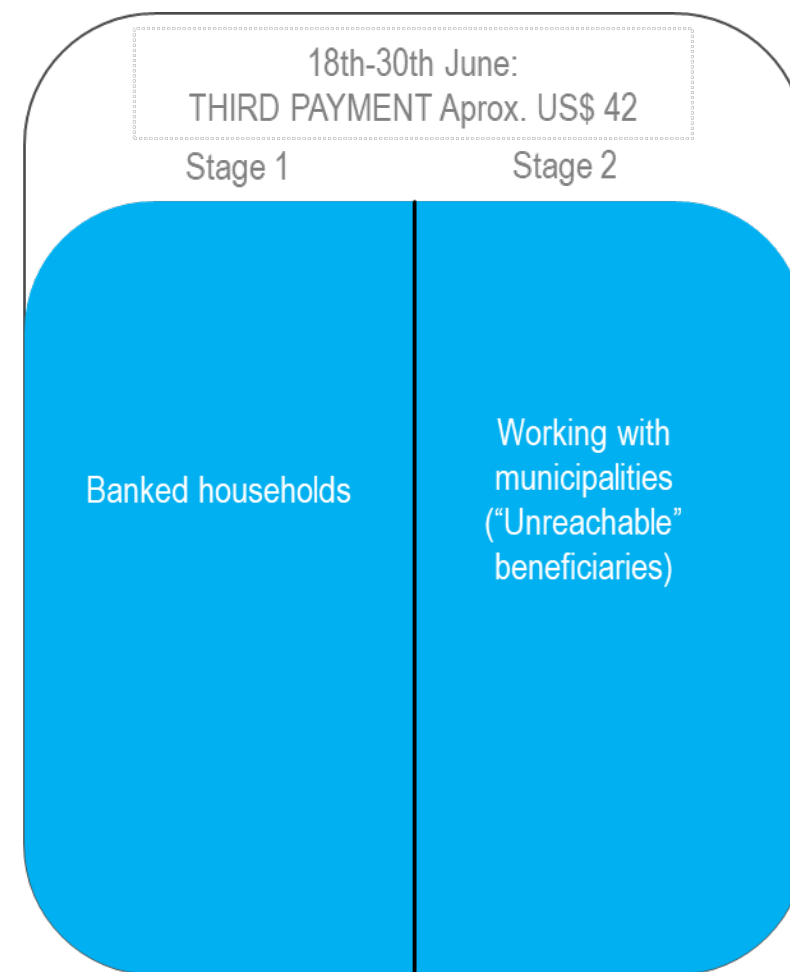 18th-30th June:
THIRD PAYMENT Aprox. US$ 42
Stage 1
Stage 2
Banked households
Working with
municipalities
(“Unreachable”
beneficiaries)